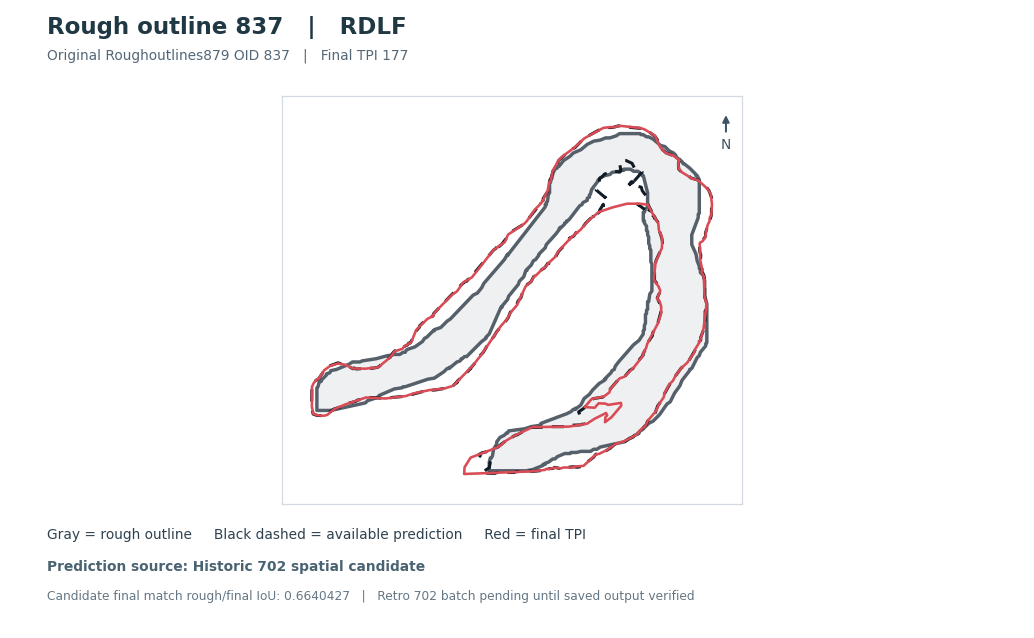 Rough outline 837   |   RDLF
Original Roughoutlines879 OID 837   |   Final TPI 177
N
Gray = rough outline     Black dashed = available prediction     Red = final TPI
Prediction source: Historic 702 spatial candidate
Candidate final match rough/final IoU: 0.6640427   |   Retro 702 batch pending until saved output verified